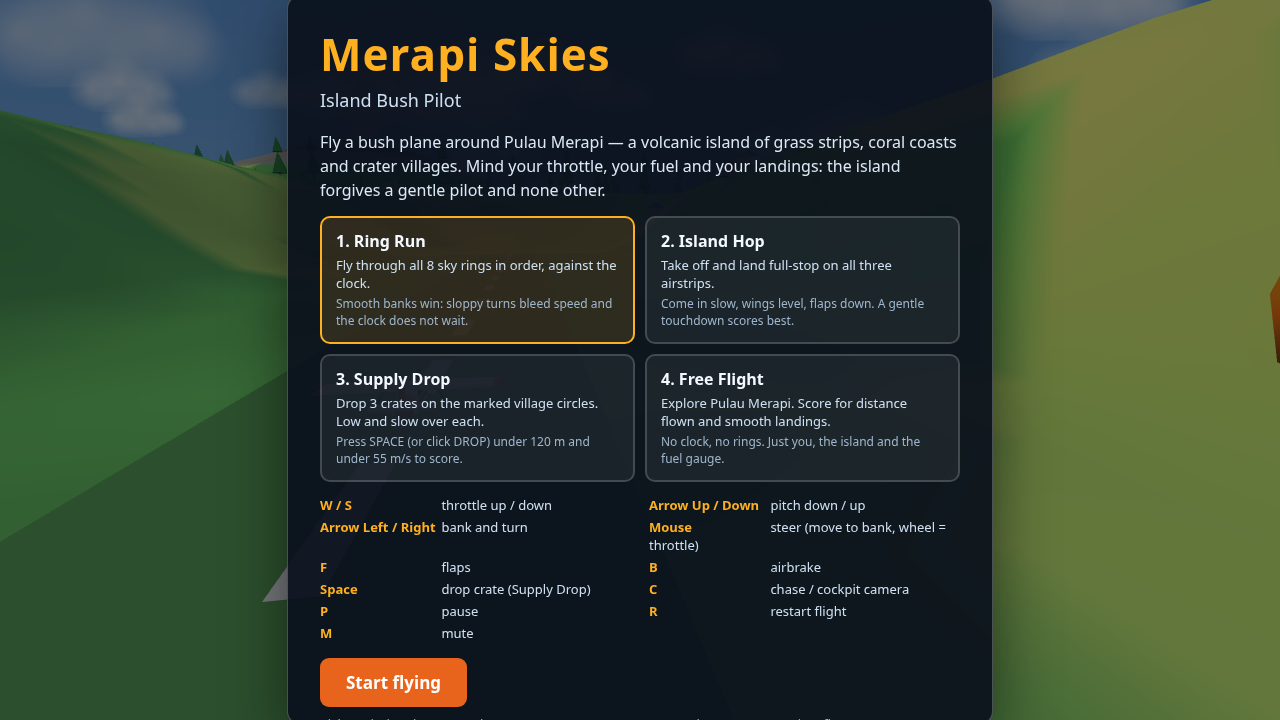 Merapi Skies
Island Bush Pilot
Fly a bush plane around Pulau Merapi — a volcanic island of grass strips, coral coasts
and crater villages. Mind your throttle, your fuel and your landings: the island
forgives a gentle pilot and none other.
1. Ring Run
Fly through all 8 sky rings in order, against the
clock.
Smooth banks win: sloppy turns bleed speed and
the clock does not wait.
2. Island Hop
Take off and land full-stop on all three
airstrips.
Come in slow, wings level, flaps down. A gentle
touchdown scores best.
3. Supply Drop
Drop 3 crates on the marked village circles.
Low and slow over each.
Press SPACE (or click DROP) under 120 m and
under 55 m/s to score.
4. Free Flight
Explore Pulau Merapi. Score for distance
flown and smooth landings.
No clock, no rings. Just you, the island and the
fuel gauge.
W / S throttle up / down
Arrow Up / Down pitch down / up
Arrow Left / Right bank and turn
Mouse steer (move to bank, wheel =
throttle)
F flaps
B airbrake
Space drop crate (Supply Drop)
C chase / cockpit camera
P pause
R restart flight
M mute
Start flying